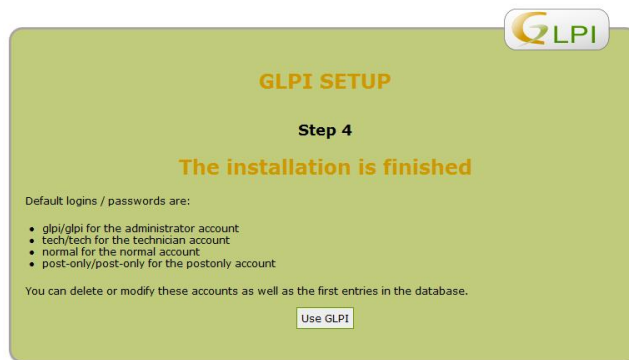 GLPI
GLPI SETUP
Step 4
The installation is finished
Default logins / passwords are:
glpi/glpi for the administrator account
tech/tech for the technician account
normal for the normal account
post-only/post-only for the postonly account
You can delete or modify these accounts as well as the first entries in the database.
Use GLPI